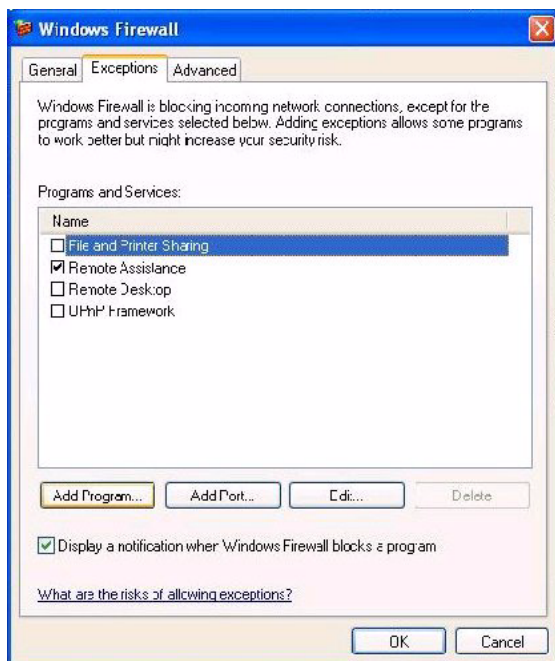 Windows Firewall
General Exceptions Advanced
Windows Firewall is blocking incoming network connections, except for the
programs and services selected below. Adding exceptions allows some programs
to work better but might increase your security risk.
Programs and Services:
Name
File and Printer Sharing
Remote Assistance
Remote Desktop
UPnP Framework
Add Program... Add Port... Edit... Delete
Display a notification when Windows Firewall blocks a program
What are the risks of allowing exceptions?
OK Cancel